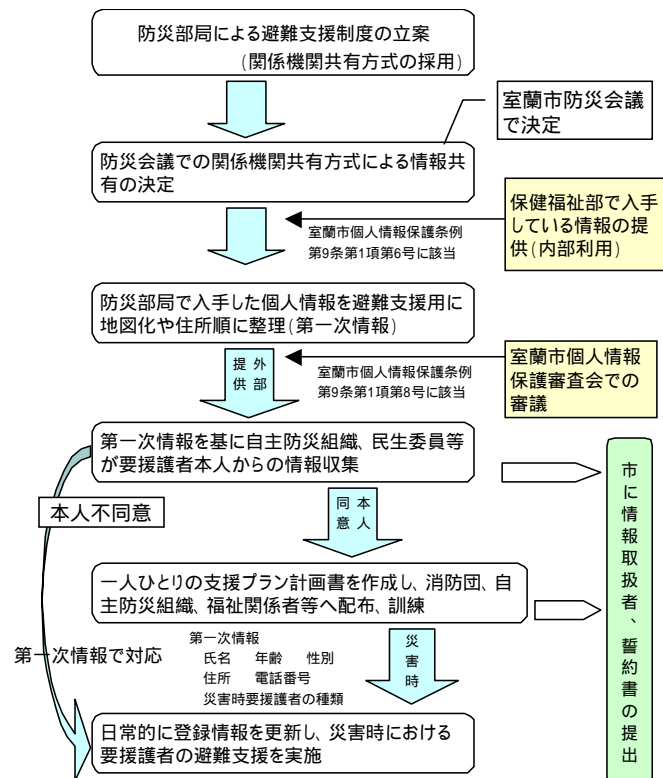 防災部局による避難支援制度の立案
(関係機関共有方式の採用)
室蘭市防災会議
で決定
防災会議での関係機関共有方式による情報共
有の決定
室蘭市個人情報保護条例
第9条第1項第6号に該当
保健福祉部で入手
している情報の提
供(内部利用)
防災部局で入手した個人情報を避難支援用に
地図化や住所順に整理(第一次情報)
外部
提供
室蘭市個人情報保護条例
第9条第1項第8号に該当
室蘭市個人情報
保護審査会での
審議
第一次情報を基に自主防災組織、民生委員等
が要援護者本人からの情報収集
本人不同意
本人
同意
市に情報取扱者、誓約書の提出
一人ひとりの支援プラン計画書を作成し、消防団、自
主防災組織、福祉関係者等へ配布、訓練
第一次情報で対応
第一次情報
氏名 年齢 性別
住所 電話番号
災害時要援護者の種類
災害時
日常的に登録情報を更新し、災害時における
要援護者の避難支援を実施